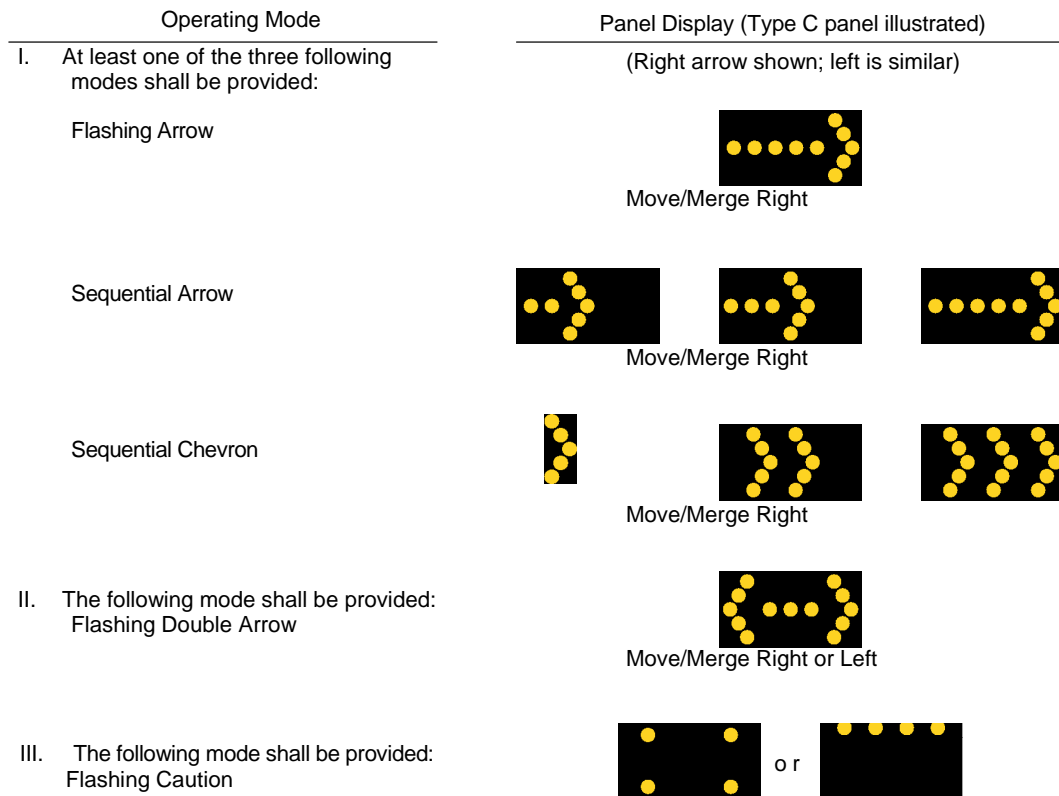 Operating Mode
Panel Display (Type C panel illustrated)
I. At least one of the three following
modes shall be provided:
(Right arrow shown; left is similar)
Flashing Arrow
Move/Merge Right
Sequential Arrow
Move/Merge Right
Sequential Chevron
Move/Merge Right
II. The following mode shall be provided:
Flashing Double Arrow
Move/Merge Right or Left
III. The following mode shall be provided:
Flashing Caution
o r